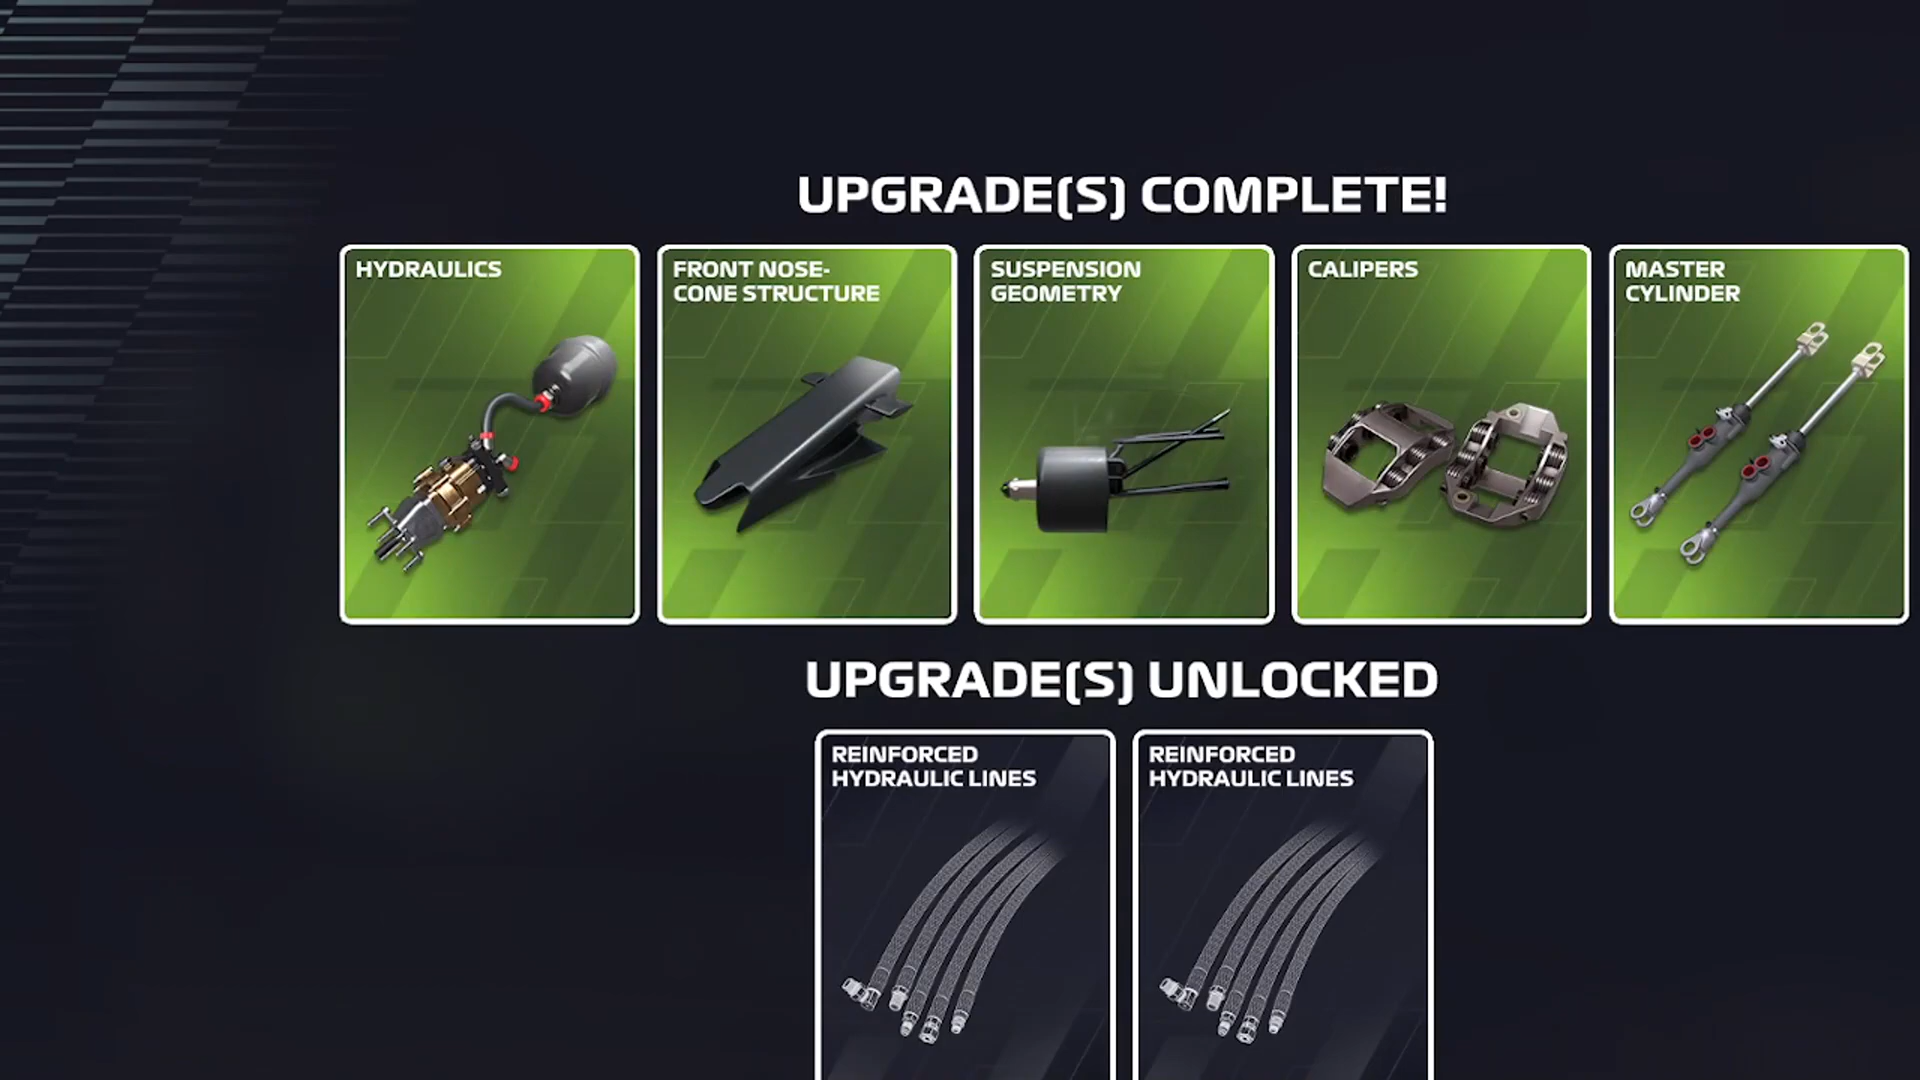 UPGRADE(S) COMPLETE!
HYDRAULICS
FRONT NOSE-
CONE STRUCTURE
SUSPENSION
GEOMETRY
CALIPERS
MASTER
CYLINDER
UPGRADE(S) UNLOCKED
REINFORCED
HYDRAULIC LINES
REINFORCED
HYDRAULIC LINES